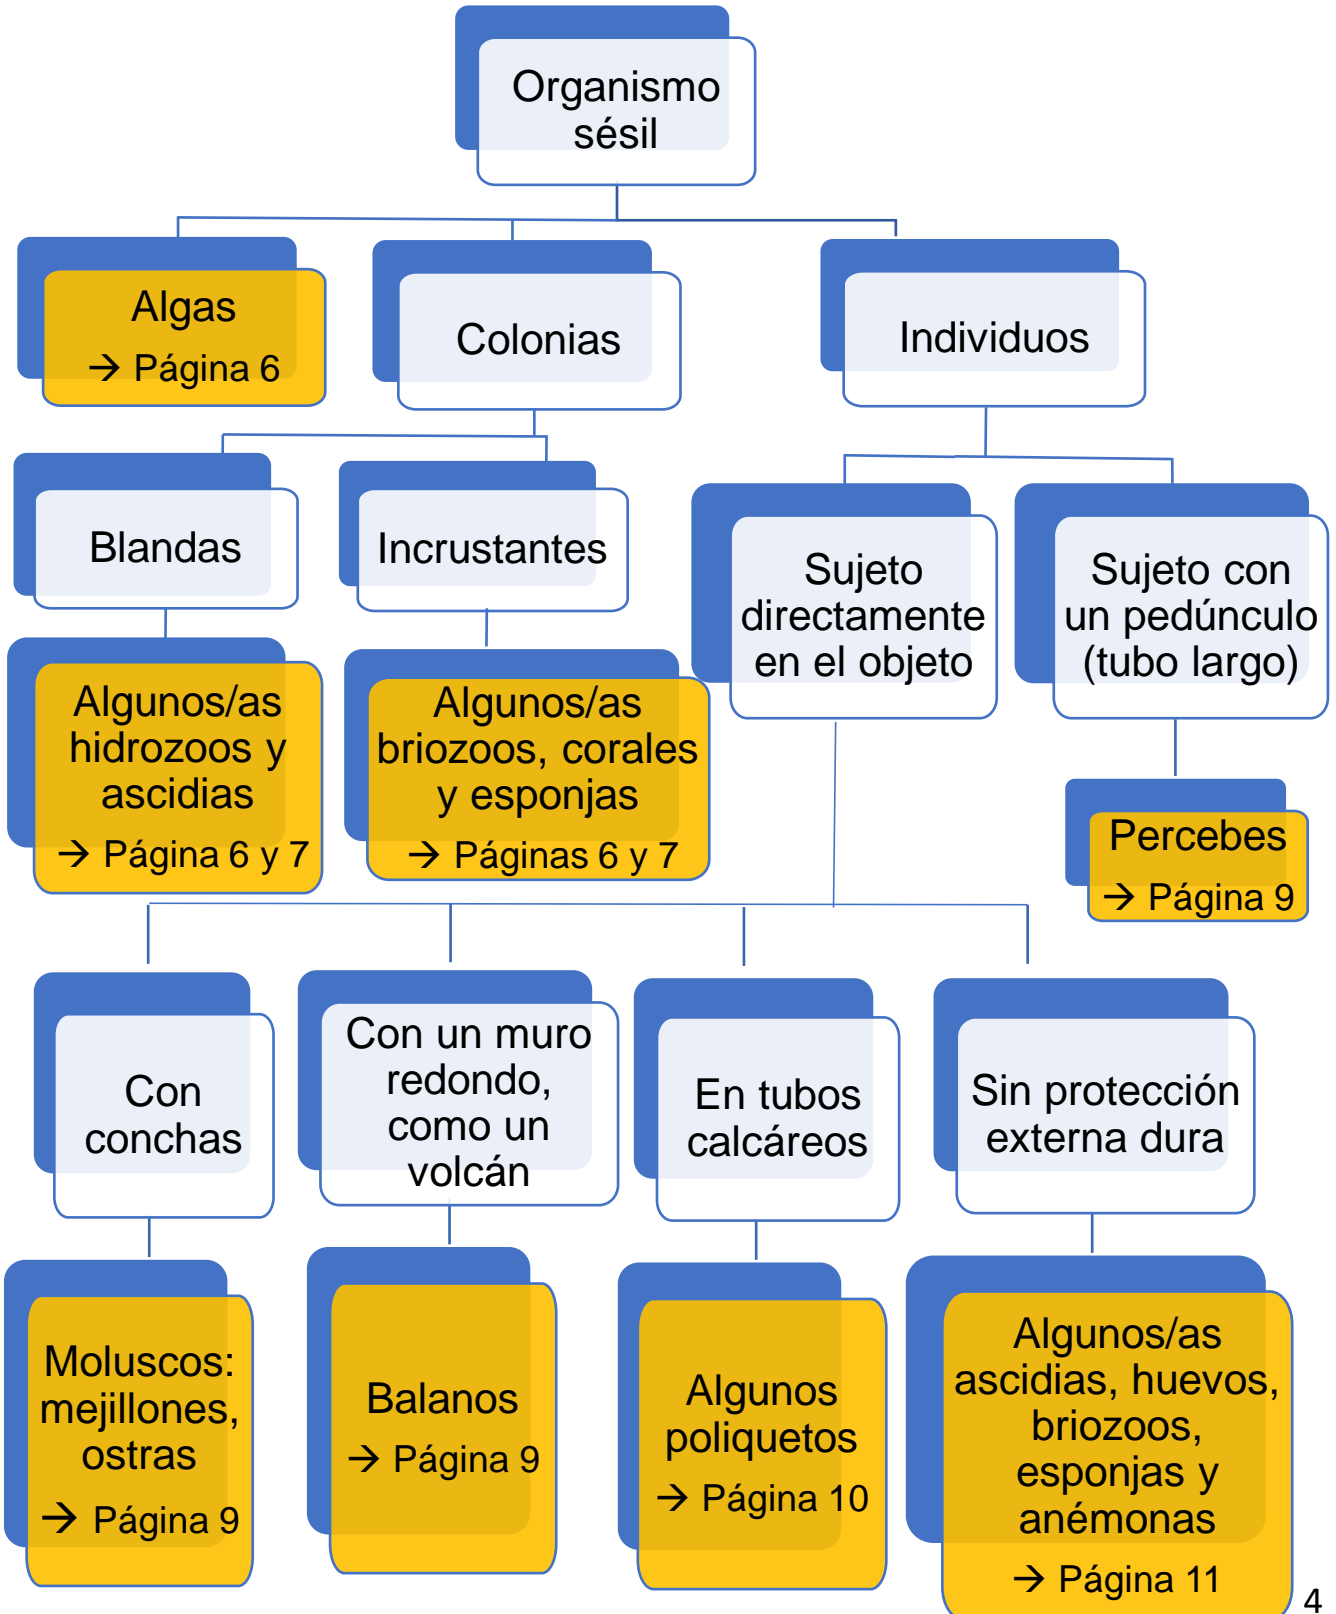 Organismo
sésil
Algas
→ Página 6
Colonias
Individuos
Blandas
Incrustantes
Sujeto
directamente
en el objeto
Sujeto con
un pedúnculo
(tubo largo)
Algunos/as
hidrozoos y
ascidias
→ Página 6 y 7
Algunos/as
briozoos, corales
y esponjas
→ Páginas 6 y 7
Percebes
→ Página 9
Con
conchas
Con un muro
redondo,
como un
volcán
En tubos
calcáreos
Sin protección
externa dura
Moluscos:
mejillones,
ostras
→ Página 9
Balanos
→ Página 9
Algunos
poliquetos
→ Página 10
Algunos/as
ascidias, huevos,
briozoos,
esponjas y
anémonas
→ Página 11
4